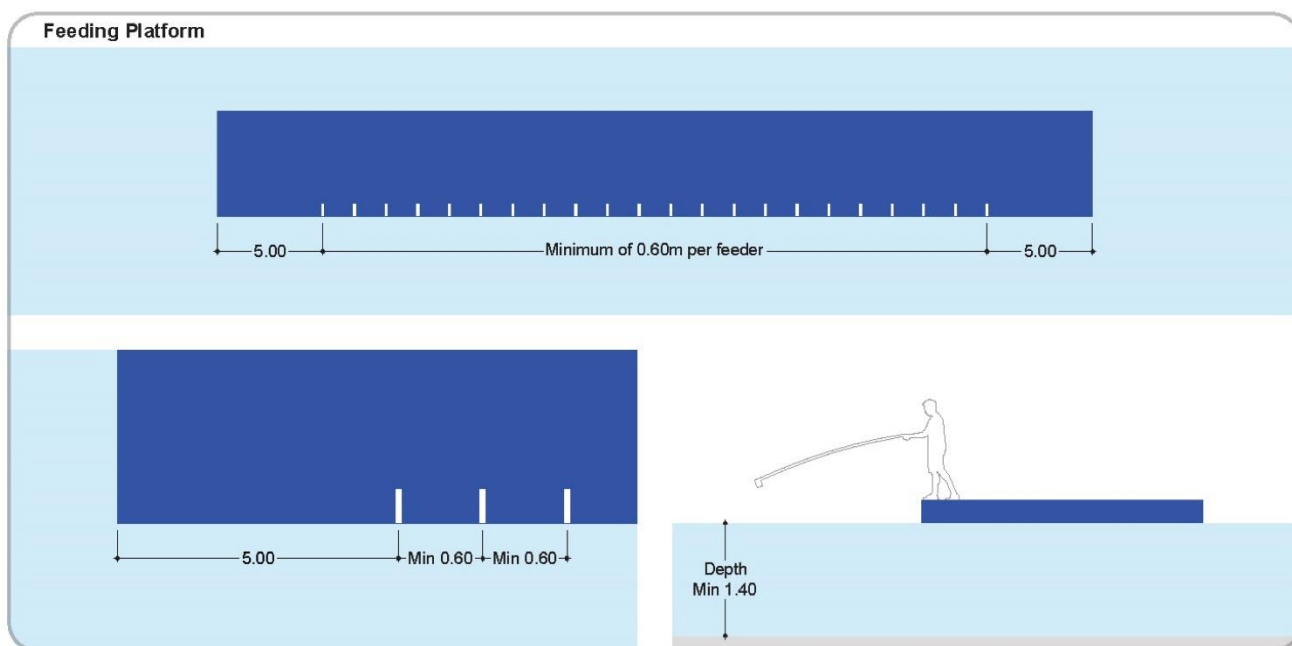 Feeding Platform
5.00
Minimum of 0.60m per feeder
5.00
5.00
Min 0.60
Min 0.60
Depth
Min 1.40